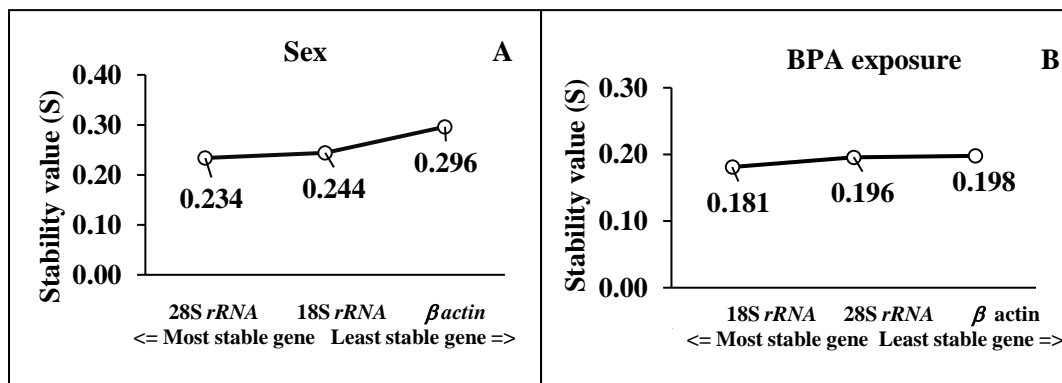 Sex
A
Stability value (S)
0.40
0.30
0.20
0.10
0.00
0.234
0.244
0.296
28S rRNA
18S rRNA
β actin
<= Most stable gene Least stable gene =>
BPA exposure
B
Stability value (S)
0.30
0.20
0.10
0.00
0.181
0.196
0.198
18S rRNA
28S rRNA
β actin
<= Most stable gene Least stable gene =>